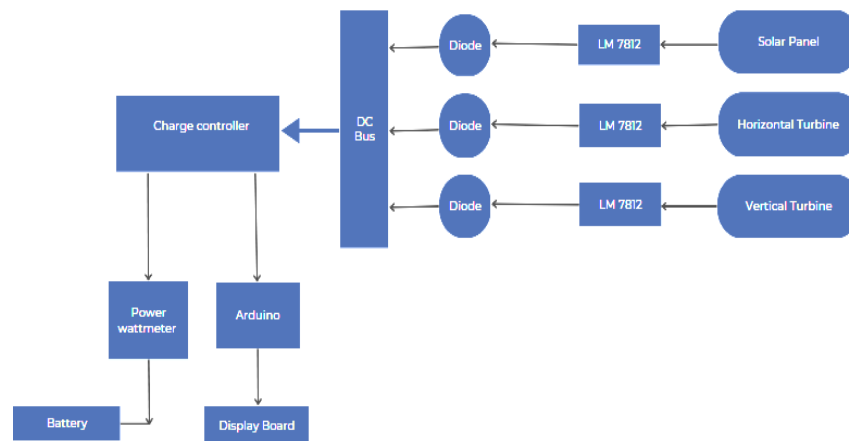 Diode
LM 7812
Solar Panel
Charge controller
DC
Bus
Diode
LM 7812
Horizontal Turbine
Diode
LM 7812
Vertical Turbine
Power
wattmeter
Arduino
Battery
Display Board